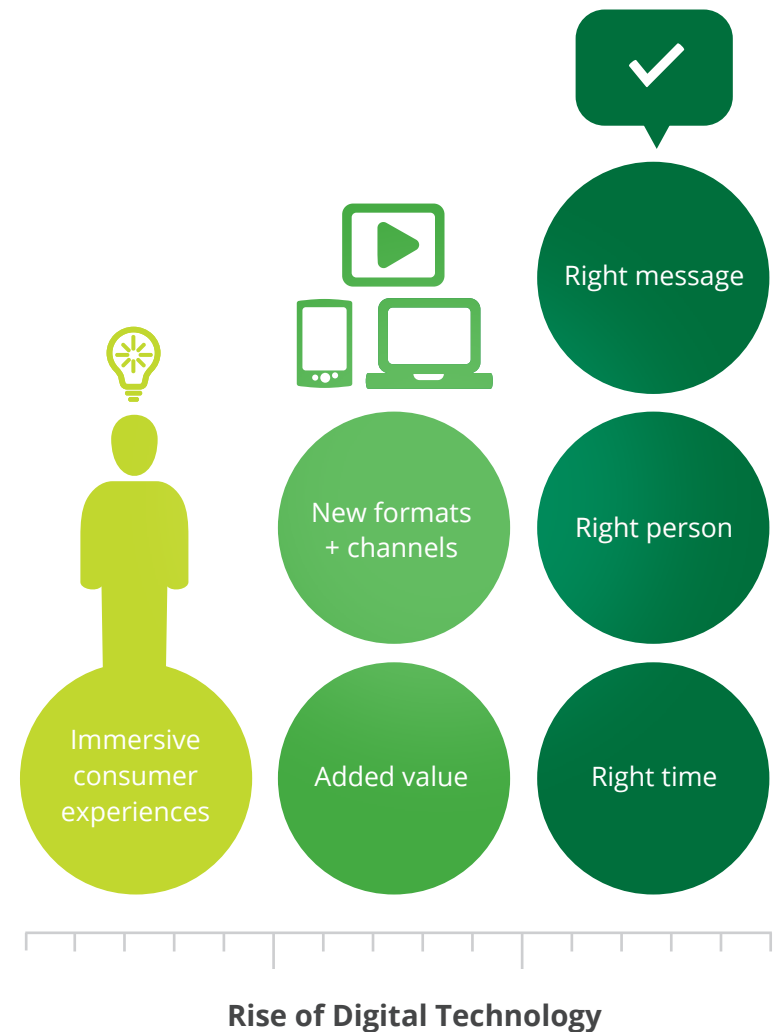 Right message
New formats
+ channels
Right person
Immersive
consumer
experiences
Added value
Right time
Rise of Digital Technology